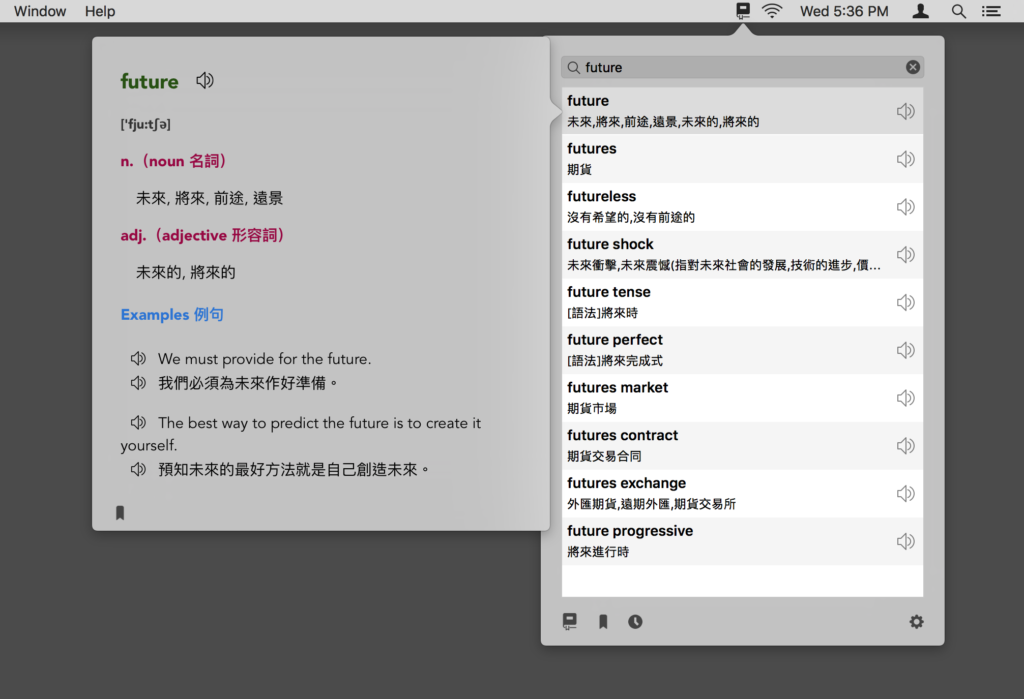 Window Help Wed 5:36 PM
future
['fju:tʃə]
n.（noun 名詞）
未來, 將來, 前途, 遠景
adj.（adjective 形容詞）
未來的, 將來的
Examples 例句
We must provide for the future.
我們必須為未來作好準備。
The best way to predict the future is to create it
yourself.
預知未來的最好方法就是自己創造未來。
future
future
未來,將來,前途,遠景,未來的,將來的
futures
期貨
futureless
沒有希望的,沒有前途的
future shock
未來衝擊,未來震憾(指對未來社會的發展,技術的進步,價…
future tense
[語法]將來時
future perfect
[語法]將來完成式
futures market
期貨市場
futures contract
期貨交易合同
futures exchange
外匯期貨,遠期外匯,期貨交易所
future progressive
將來進行時